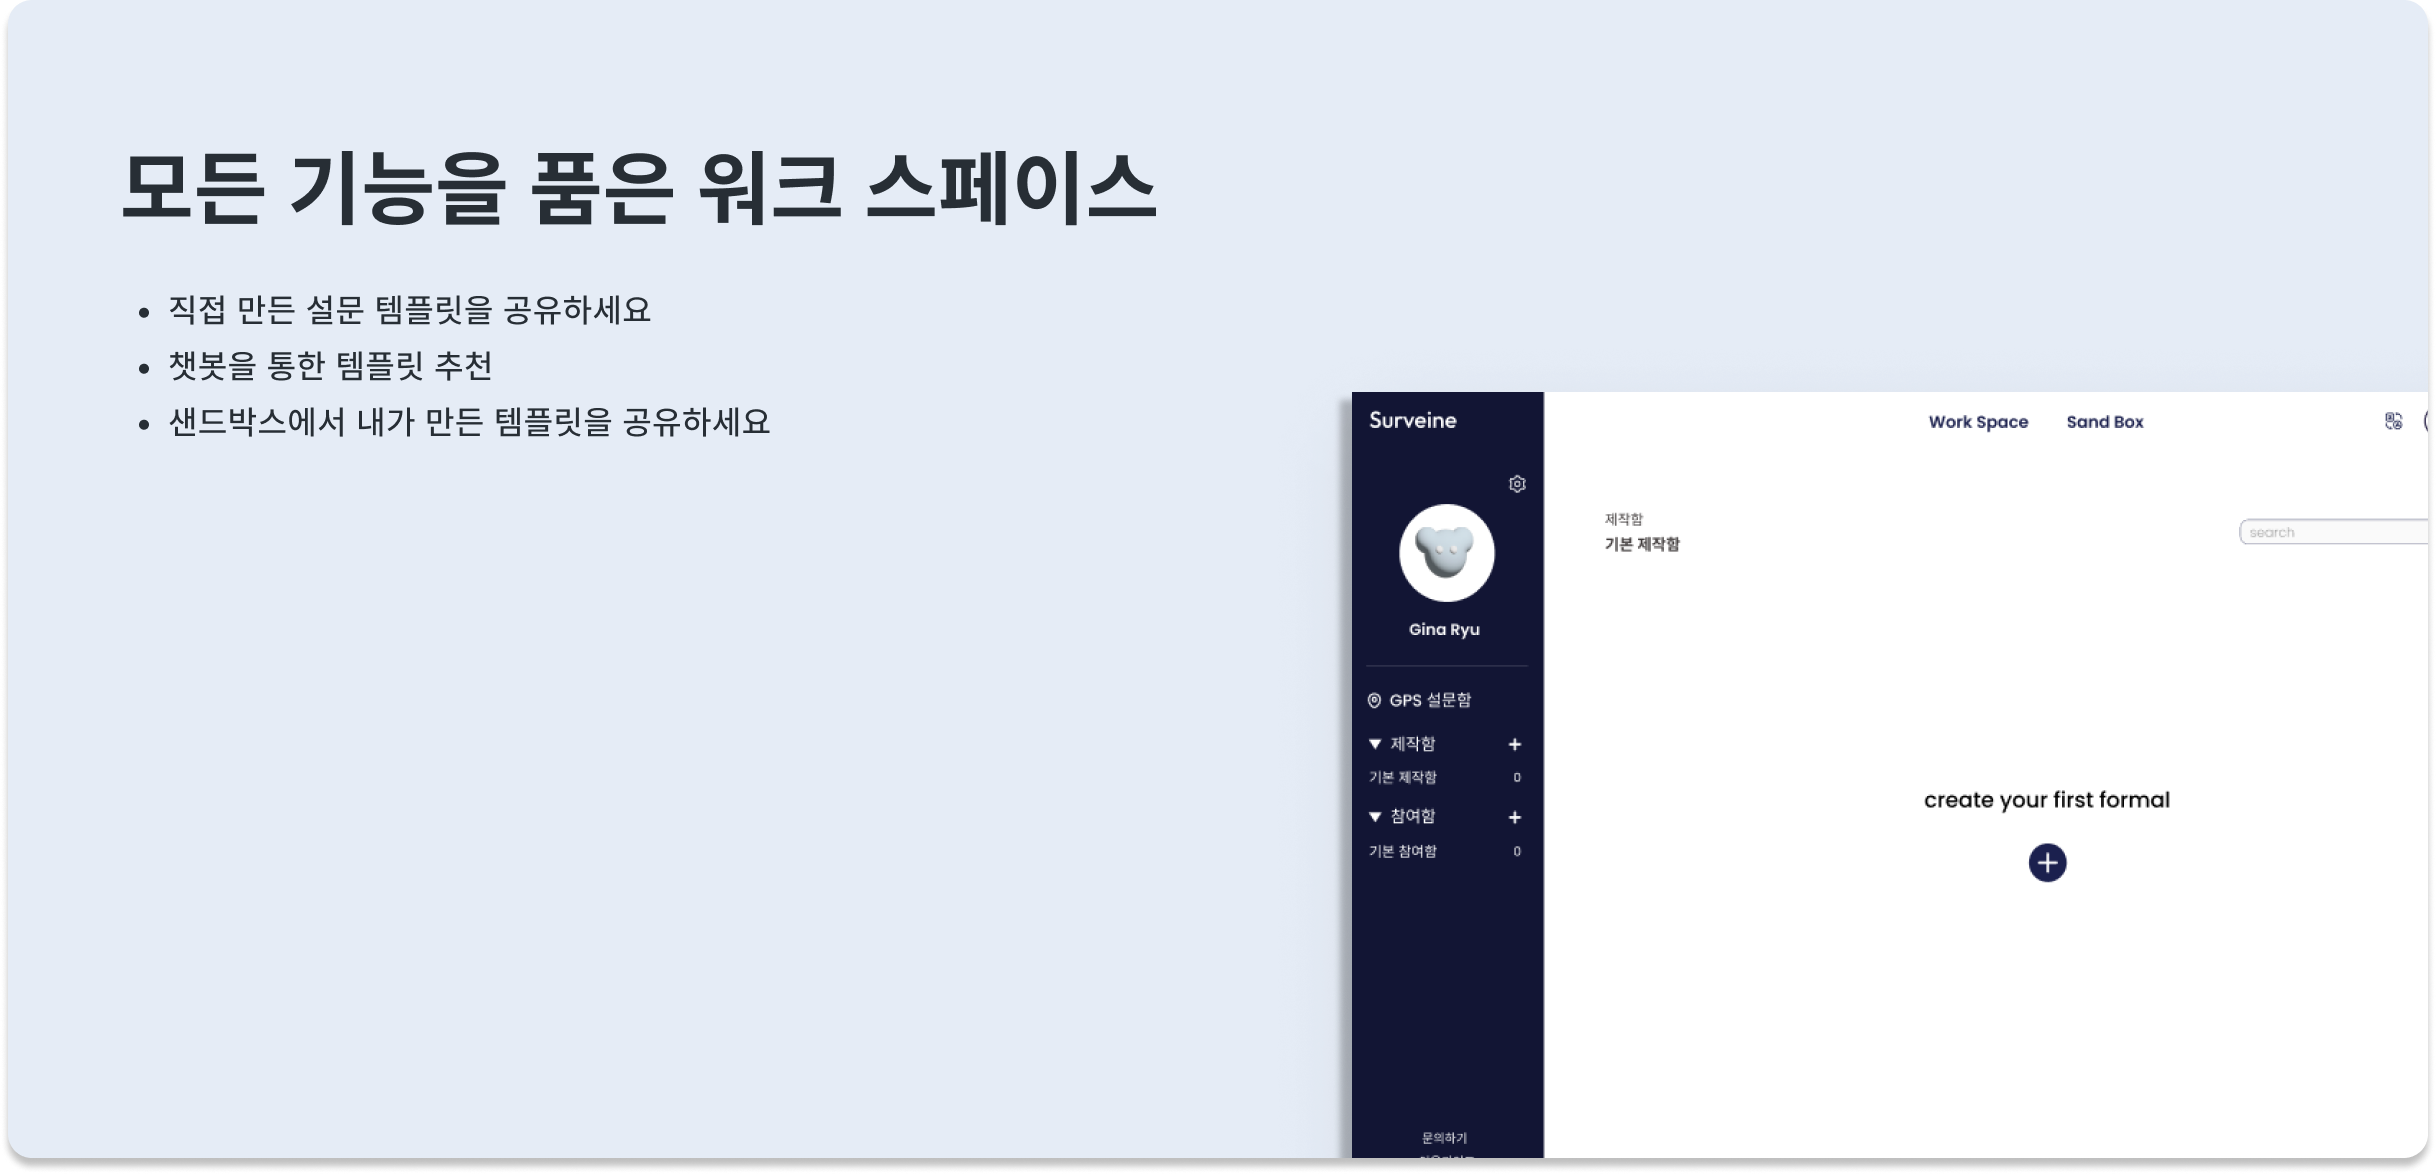 모든 기능을 품은 워크 스페이스
직접 만든 설문 템플릿을 공유하세요
챗봇을 통한 템플릿 추천
샌드박스에서 내가 만든 템플릿을 공유하세요
Surveine
Work Space
Sand Box
제작함
기본 제작함
search
Gina Ryu
GPS 설문함
제작함
기본 제작함 0
참여함
기본 참여함 0
create your first formal
문의하기